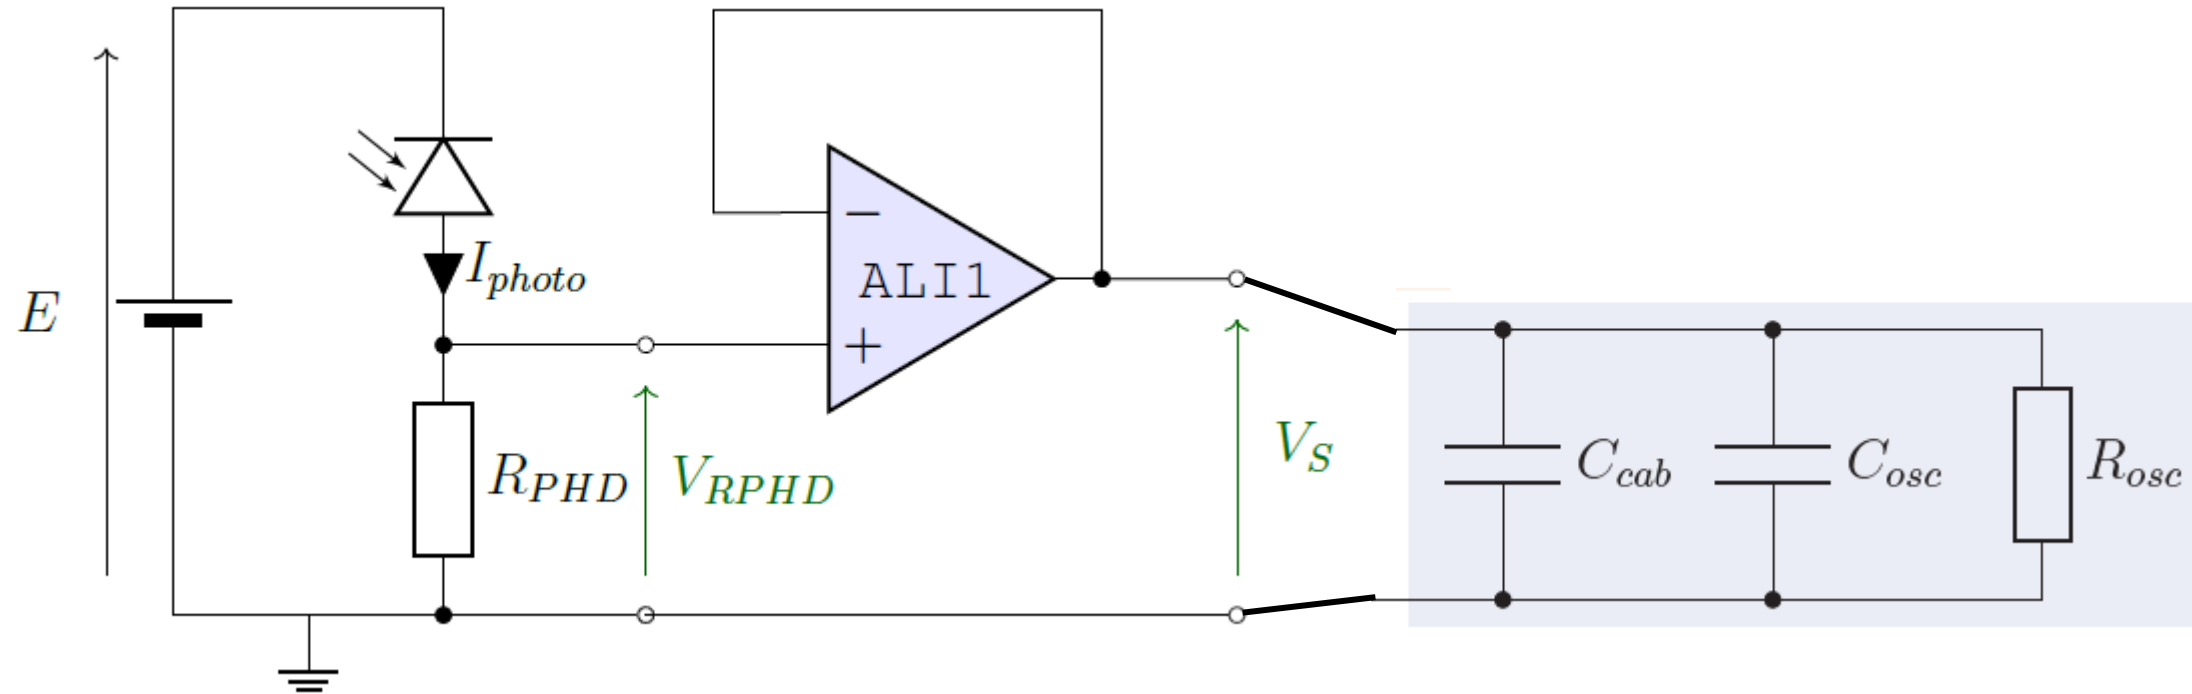 E
I_photo
R_PHD
V_RPHD
−
ALI1
+
V_S
C_cab
C_osc
R_osc